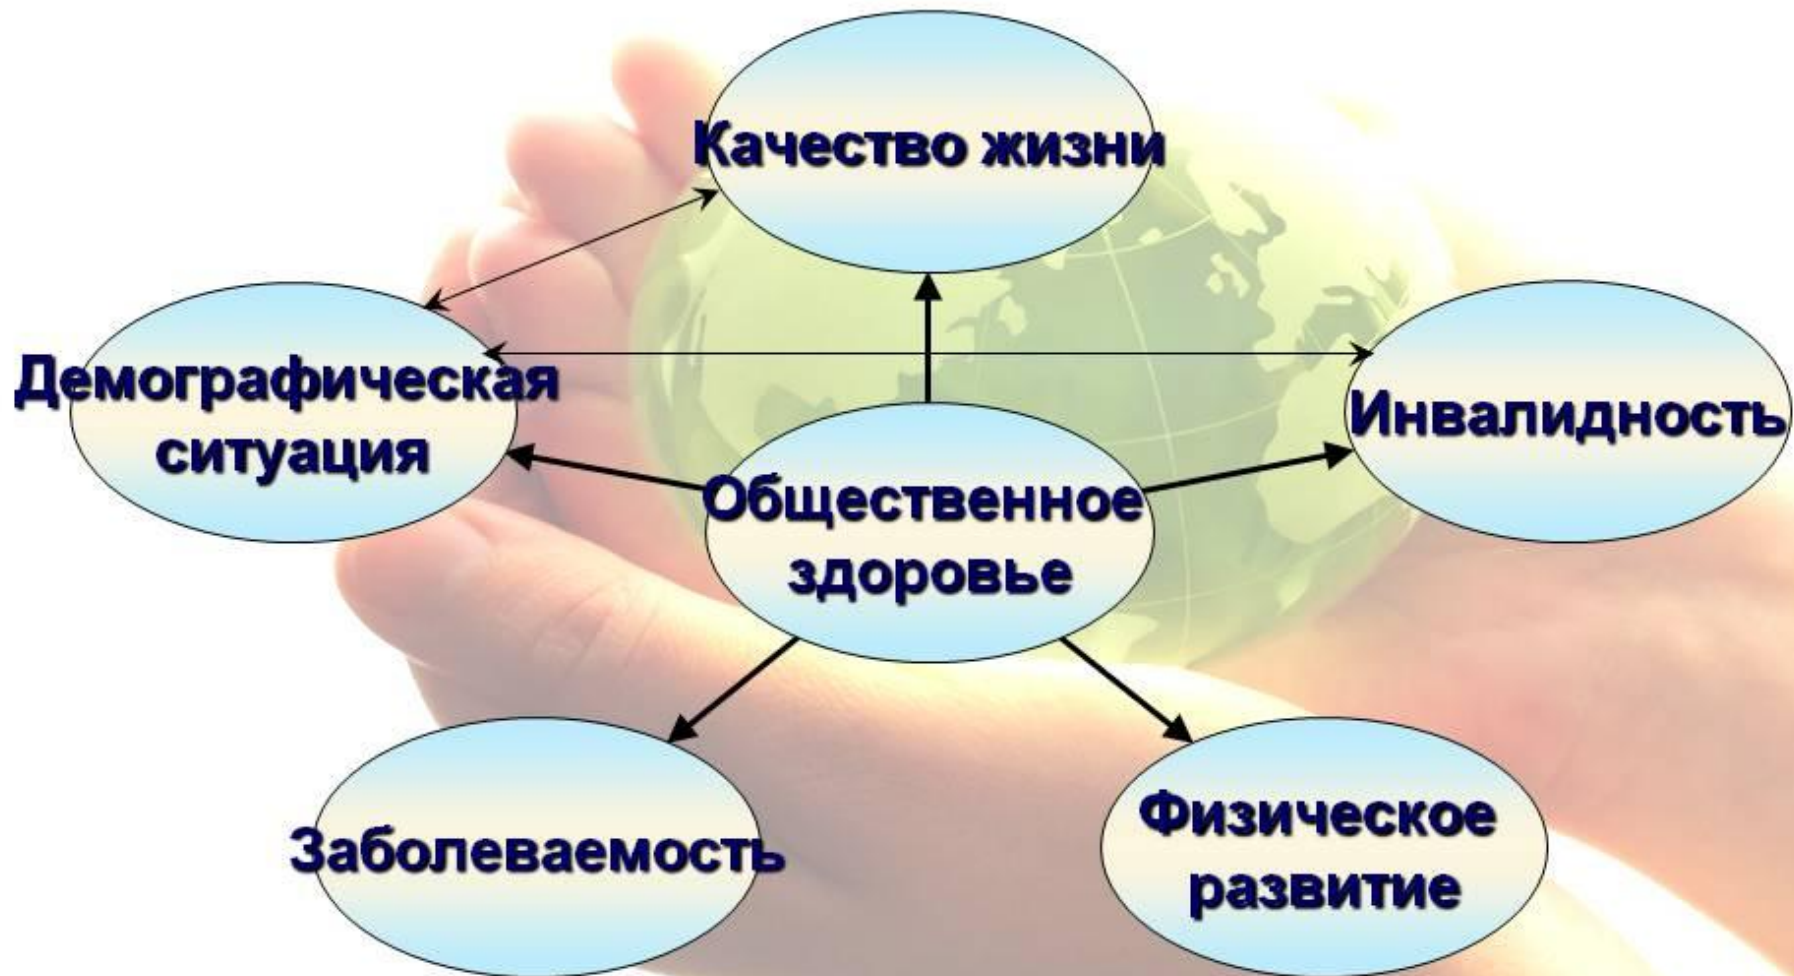 Качество жизни
Демографическая
ситуация
Инвалидность
Общественное
здоровье
Заболеваемость
Физическое
развитие